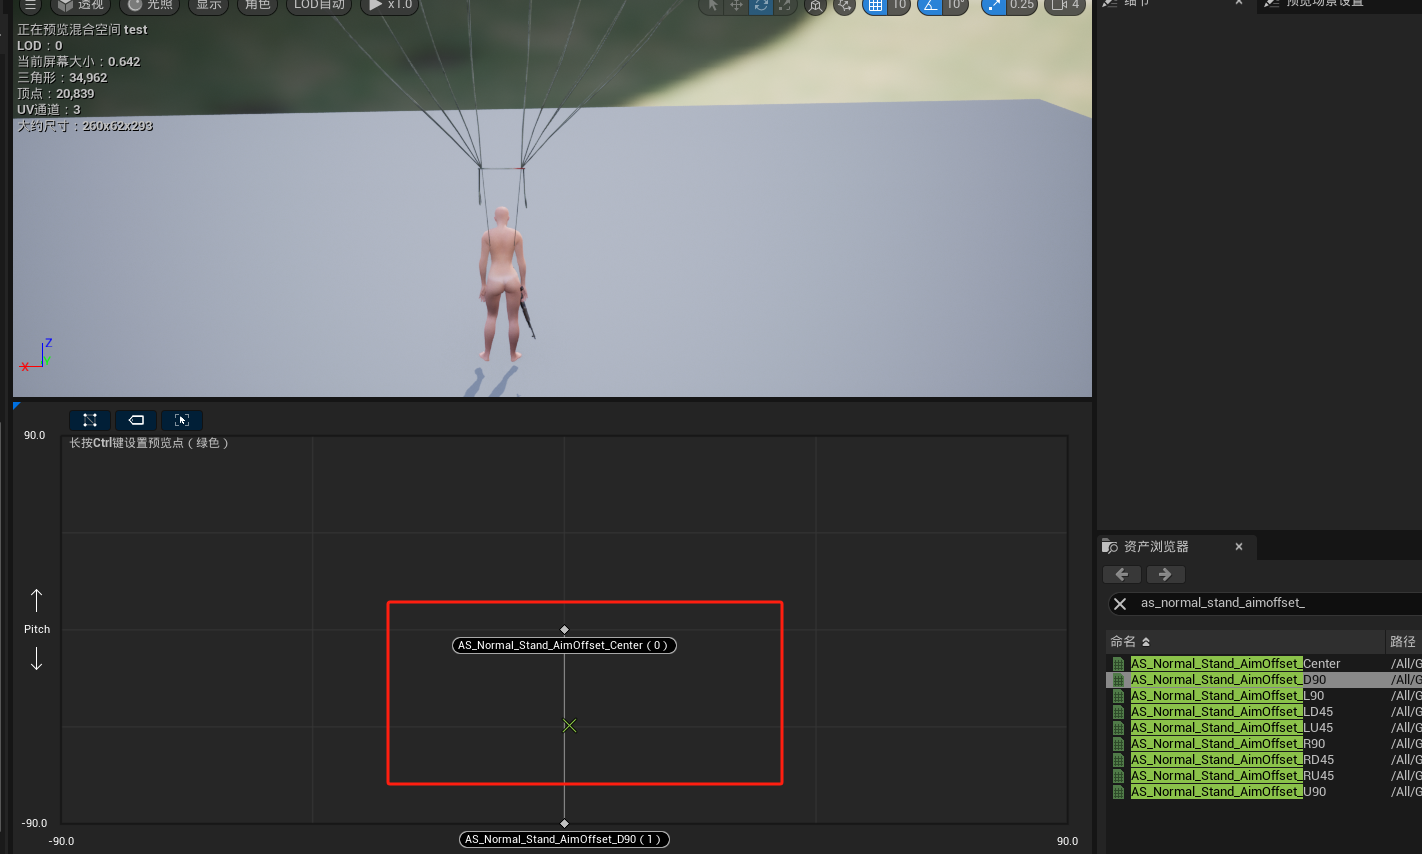 透视 光照 显示 角色 LOD自动 x1.0 10 10° 0.25 4
细节 预览场景设置
正在预览混合空间 test
LOD：0
当前屏幕大小：0.642
三角形：34,962
顶点：20,839
UV通道：3
大约尺寸：260x62x293
Z
X
90.0
长按Ctrl键设置预览点（绿色）
Pitch
AS_Normal_Stand_AimOffset_Center（0）
-90.0
AS_Normal_Stand_AimOffset_D90（1）
-90.0
90.0
资产浏览器
as_normal_stand_aimoffset_
命名 路径
AS_Normal_Stand_AimOffset_Center /All/G
AS_Normal_Stand_AimOffset_D90 /All/G
AS_Normal_Stand_AimOffset_L90 /All/G
AS_Normal_Stand_AimOffset_LD45 /All/G
AS_Normal_Stand_AimOffset_LU45 /All/G
AS_Normal_Stand_AimOffset_R90 /All/G
AS_Normal_Stand_AimOffset_RD45 /All/G
AS_Normal_Stand_AimOffset_RU45 /All/G
AS_Normal_Stand_AimOffset_U90 /All/G